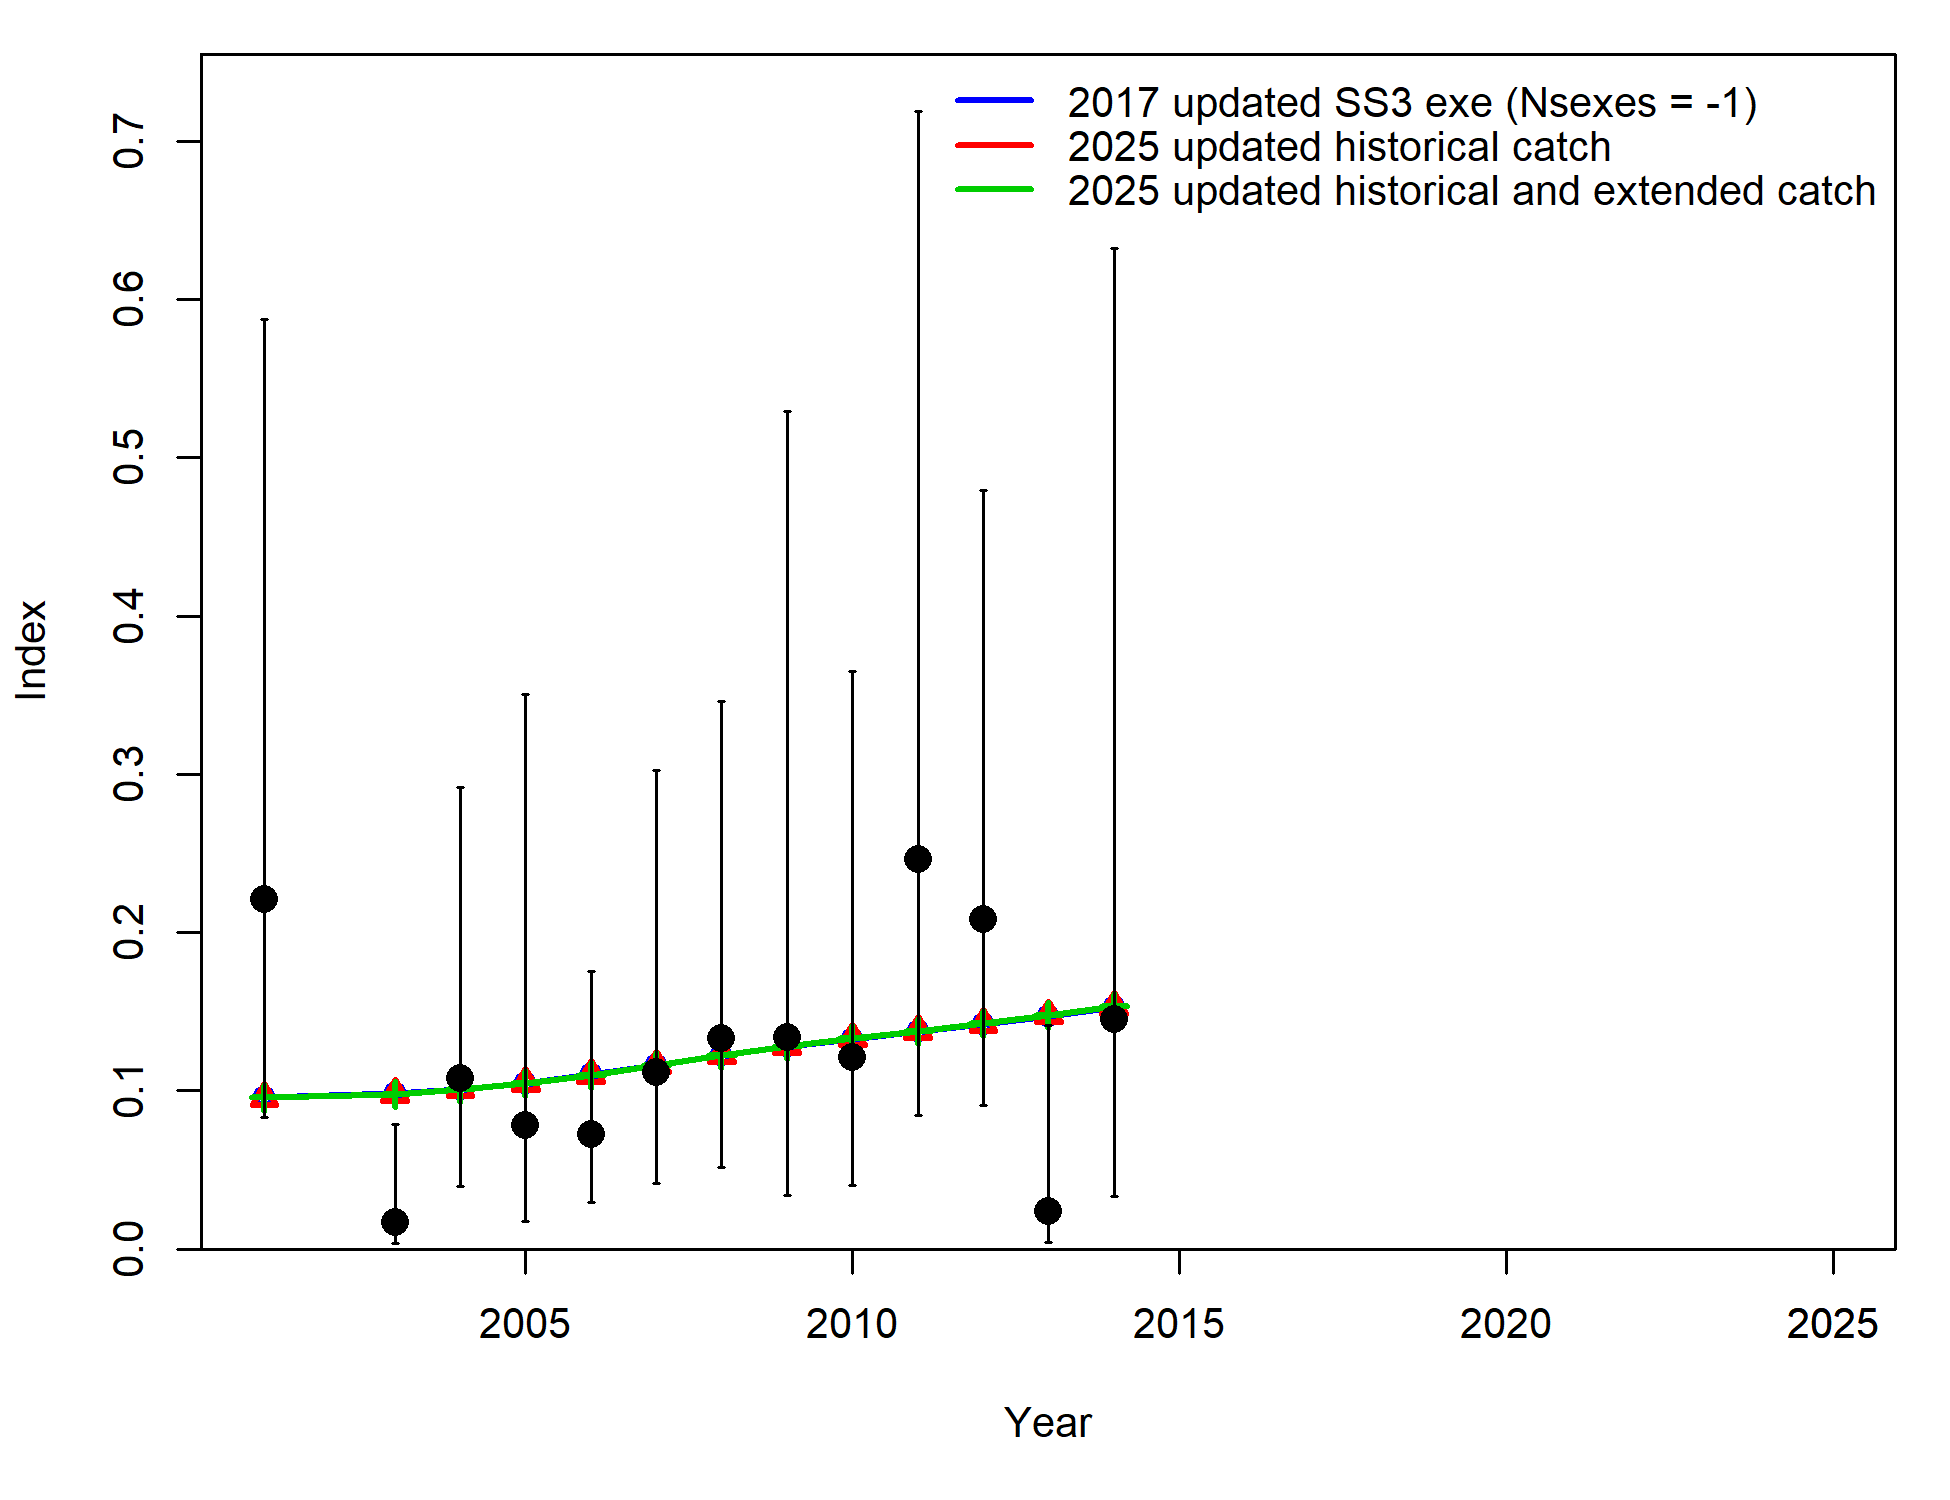 2017 updated SS3 exe (Nsexes = -1)
2025 updated historical catch
2025 updated historical and extended catch
0.7
0.6
0.5
0.4
0.3
0.2
0.1
0.0
Index
2005 2010 2015 2020 2025
Year